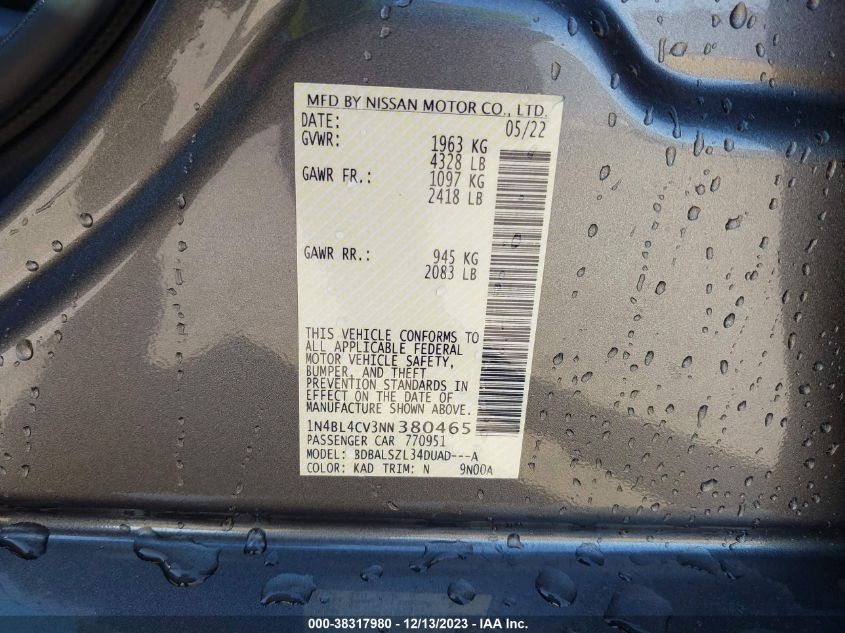 MFD BY NISSAN MOTOR CO., LTD.
DATE: 05/22
GVWR: 1963 KG
4328 LB
GAWR FR.: 1097 KG
2418 LB
GAWR RR.: 945 KG
2083 LB
THIS VEHICLE CONFORMS TO
ALL APPLICABLE FEDERAL
MOTOR VEHICLE SAFETY,
BUMPER, AND THEFT
PREVENTION STANDARDS IN
EFFECT ON THE DATE OF
MANUFACTURE SHOWN ABOVE.
1N4BL4CV3NN380465
PASSENGER CAR 770951
MODEL: BDBALSZL34DUAD---A
COLOR: KAD TRIM: N 9N00A
000-38317980 - 12/13/2023 - IAA Inc.